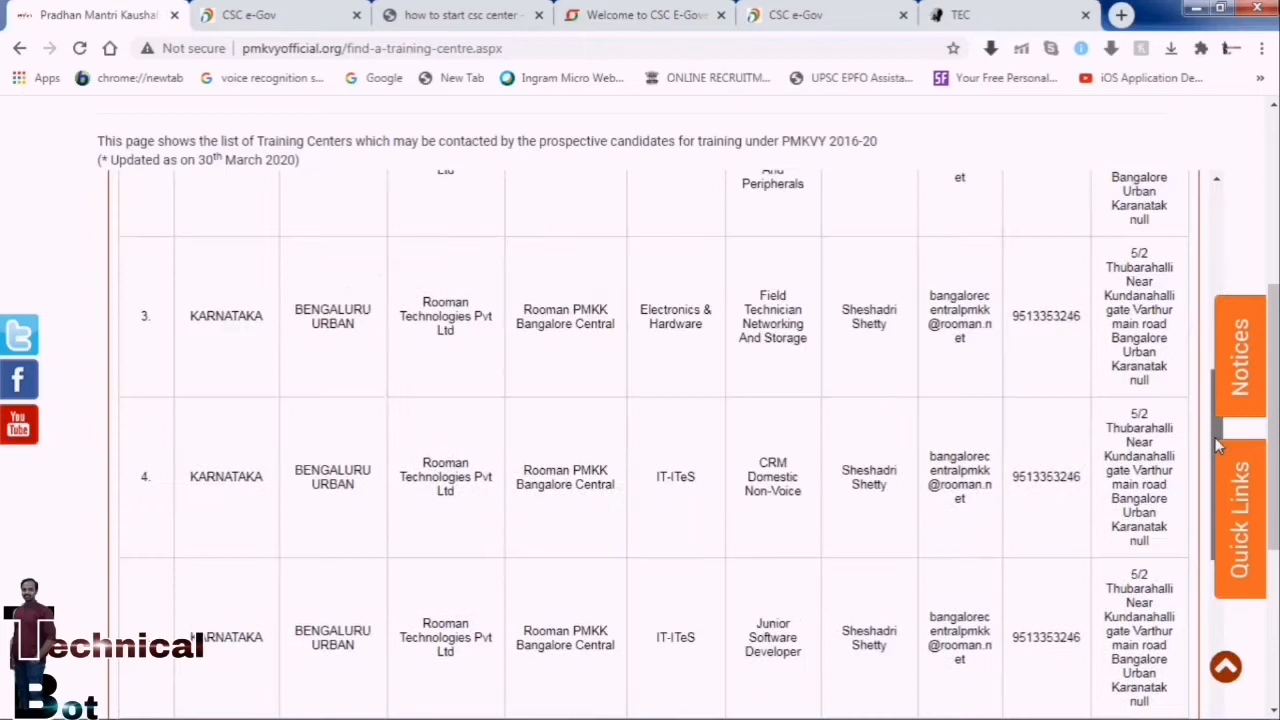 Pradhan Mantri Kaushal
CSC e-Gov
how to start csc center -
Welcome to CSC E-Gove
CSC e-Gov
TEC
Not secure
pmkvyofficial.org/find-a-training-centre.aspx
Apps
chrome://newtab
voice recognition s...
Google
New Tab
Ingram Micro Web...
ONLINE RECRUITM...
UPSC EPFO Assista...
Your Free Personal...
iOS Application De...
»
This page shows the list of Training Centers which may be contacted by the prospective candidates for training under PMKVY 2016-20
(* Updated as on 30th March 2020)
Ltd
And
Peripherals
et
Bangalore
Urban
Karanatak
null
3.
KARNATAKA
BENGALURU
URBAN
Rooman
Technologies Pvt
Ltd
Rooman PMKK
Bangalore Central
Electronics &
Hardware
Field
Technician
Networking
And Storage
Sheshadri
Shetty
bangalorec
entralpmkk
@rooman.n
et
9513353246
5/2
Thubarahalli
Near
Kundanahalli
gate Varthur
main road
Bangalore
Urban
Karanatak
null
4.
KARNATAKA
BENGALURU
URBAN
Rooman
Technologies Pvt
Ltd
Rooman PMKK
Bangalore Central
IT-ITeS
CRM
Domestic
Non-Voice
Sheshadri
Shetty
bangalorec
entralpmkk
@rooman.n
et
9513353246
5/2
Thubarahalli
Near
Kundanahalli
gate Varthur
main road
Bangalore
Urban
Karanatak
null
ARNATAKA
BENGALURU
URBAN
Rooman
Technologies Pvt
Ltd
Rooman PMKK
Bangalore Central
IT-ITeS
Junior
Software
Developer
Sheshadri
Shetty
bangalorec
entralpmkk
@rooman.n
et
9513353246
5/2
Thubarahalli
Near
Kundanahalli
gate Varthur
main road
Bangalore
Urban
Karanatak
null
Notices
Quick Links
You
Tube
Technical
Bot